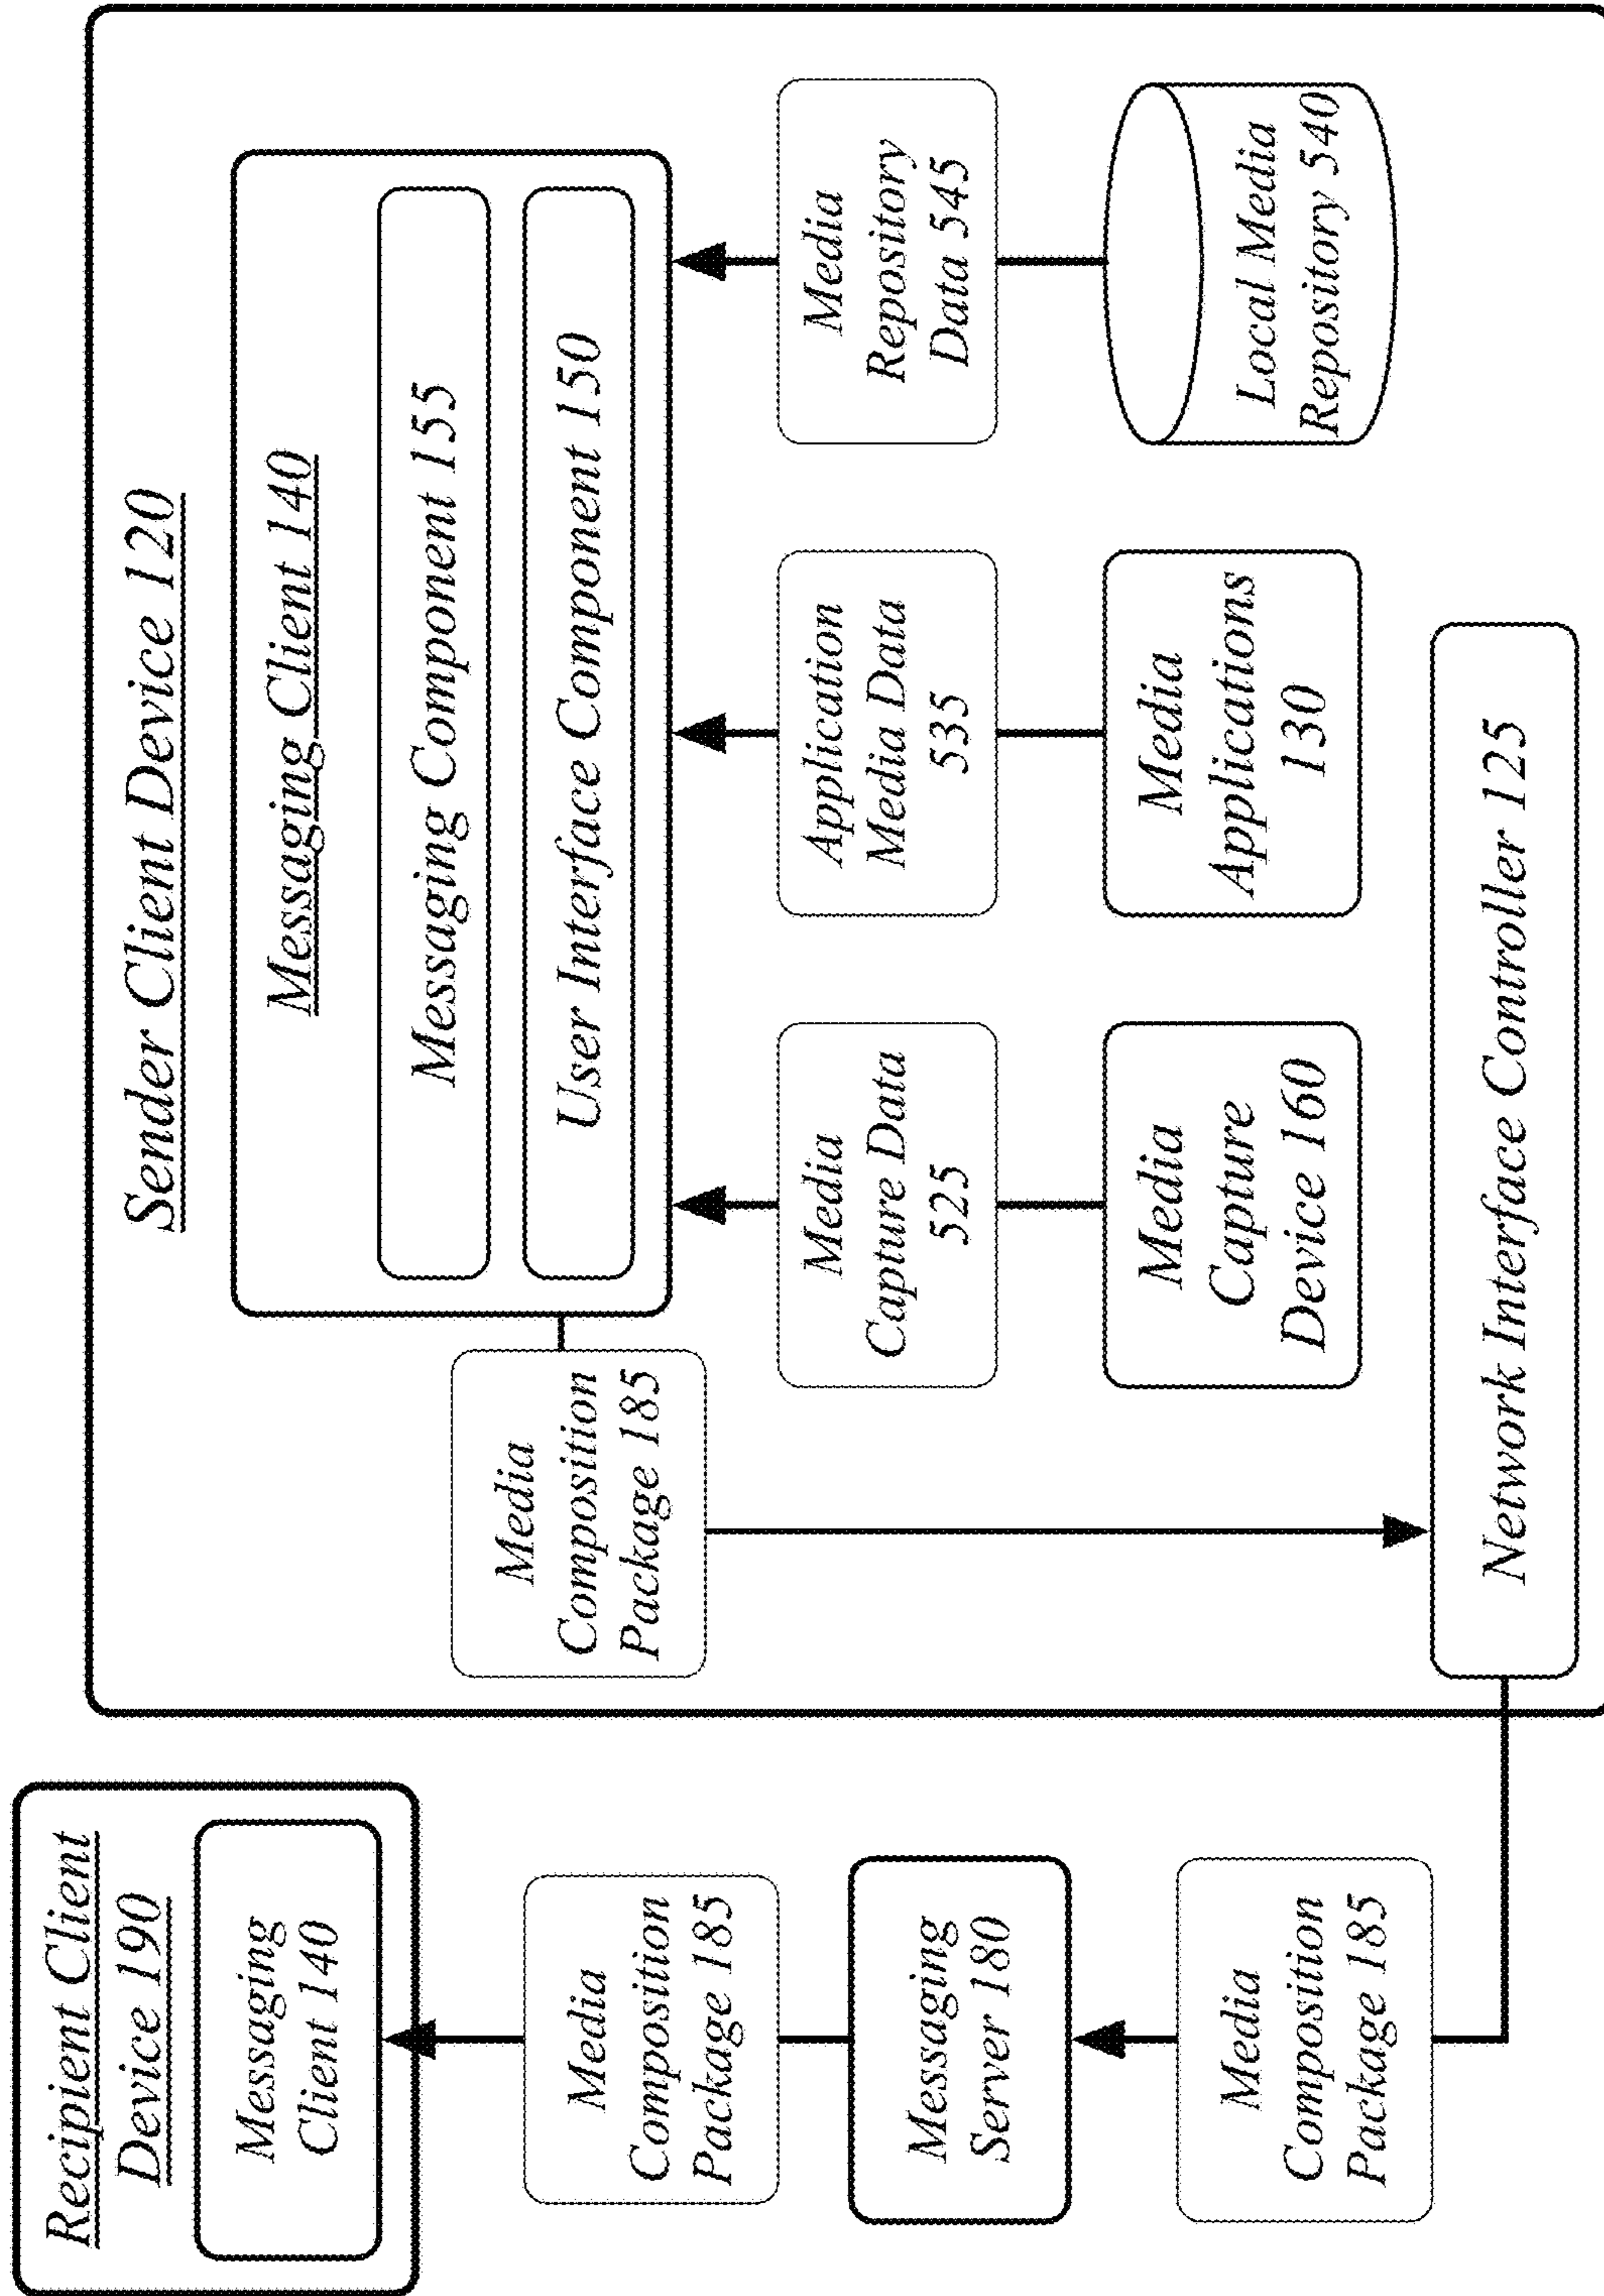 Recipient Client
Device 190
Messaging
Client 140
Media
Composition
Package 185
Messaging
Server 180
Media
Composition
Package 185
Sender Client Device 120
Messaging Client 140
Messaging Component 155
User Interface Component 150
Media
Composition
Package 185
Media
Capture Data
525
Application
Media Data
535
Media
Repository
Data 545
Media
Capture
Device 160
Media
Applications
130
Local Media
Repository 540
Network Interface Controller 125